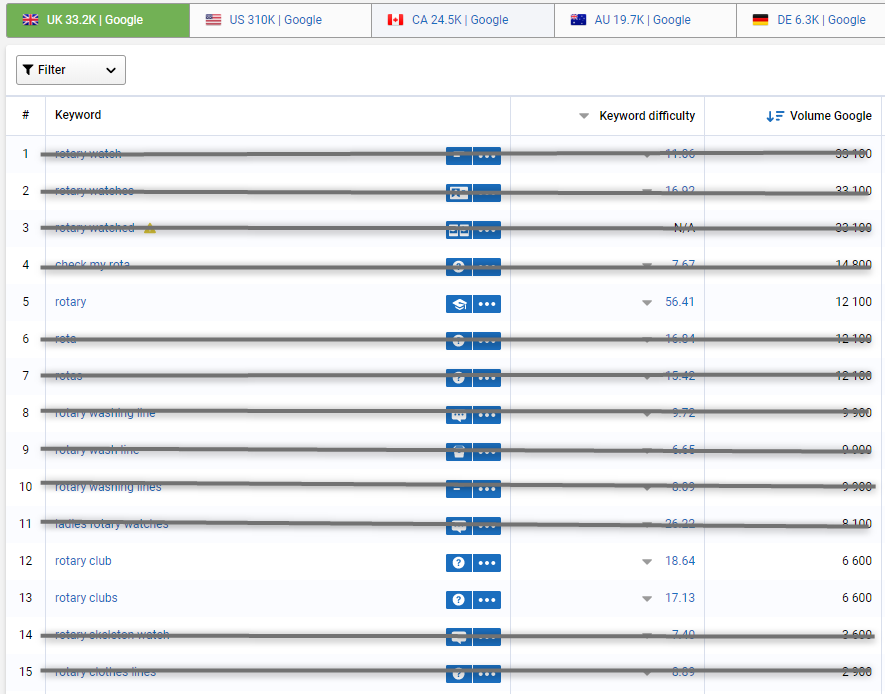 UK 33.2K | Google US 310K | Google CA 24.5K | Google AU 19.7K | Google DE 6.3K | Google
Filter
# Keyword Keyword difficulty Volume Google
1 rotary watch 11.86 33 100
2 rotary watches 16.92 33 100
3 rotary watched N/A 33 100
4 check my rota 7.67 14 800
5 rotary 56.41 12 100
6 rota 16.84 12 100
7 rotas 15.42 12 100
8 rotary washing line 9.72 9 900
9 rotary wash line 6.65 9 900
10 rotary washing lines 8.89 9 900
11 ladies rotary watches 26.22 8 100
12 rotary club 18.64 6 600
13 rotary clubs 17.13 6 600
14 rotary skeleton watch 7.40 3 600
15 rotary clothes lines 8.89 2 900